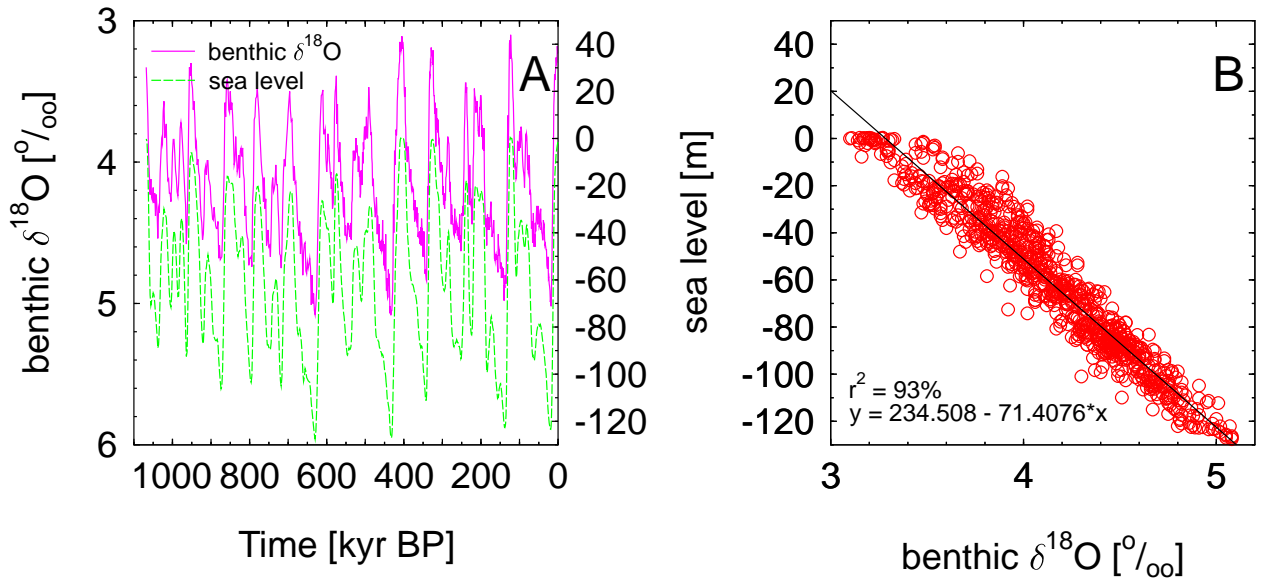 A
benthic δ18O
sea level
3
4
5
6
benthic δ18O [o/oo]
40
20
0
-20
-40
-60
-80
-100
-120
1000 800 600 400 200 0
Time [kyr BP]
B
40
20
0
-20
-40
-60
-80
-100
-120
sea level [m]
r2 = 93%
y = 234.508 - 71.4076*x
3 4 5
benthic δ18O [o/oo]